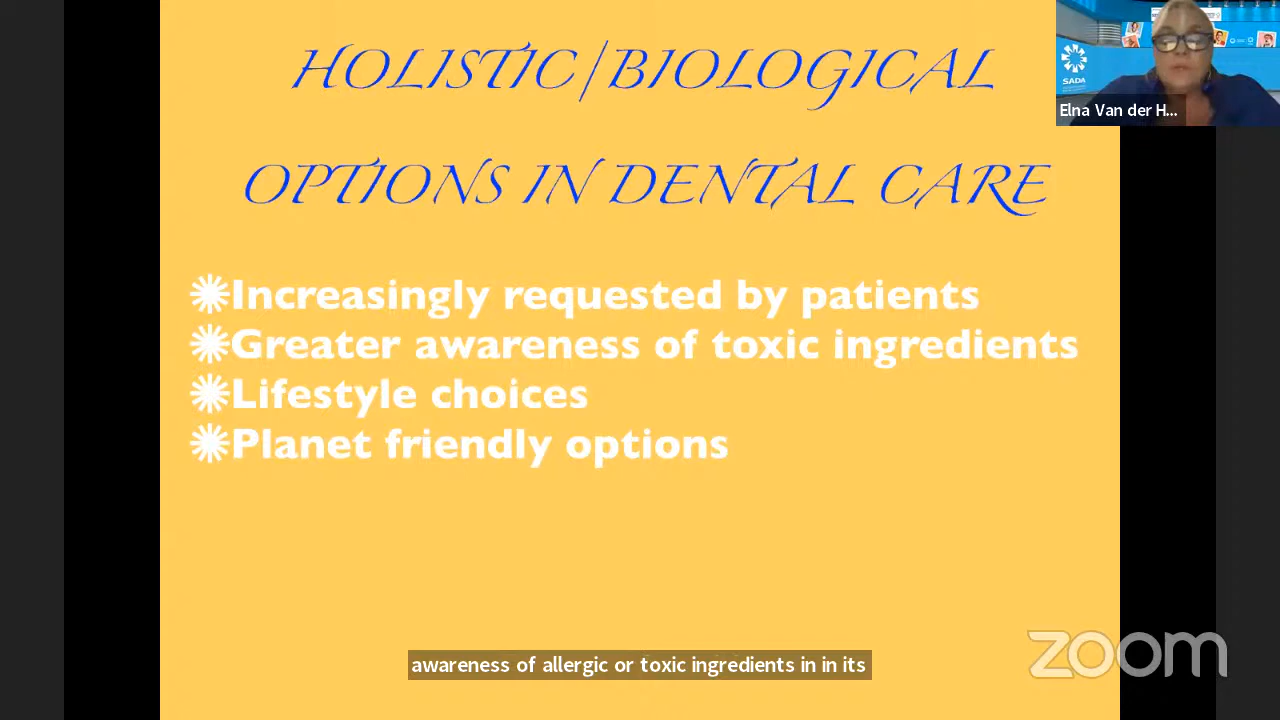 HOLISTIC/BIOLOGICAL
OPTIONS IN DENTAL CARE
Increasingly requested by patients
Greater awareness of toxic ingredients
Lifestyle choices
Planet friendly options
SADA
Elna Van der H...
awareness of allergic or toxic ingredients in in its
zoom